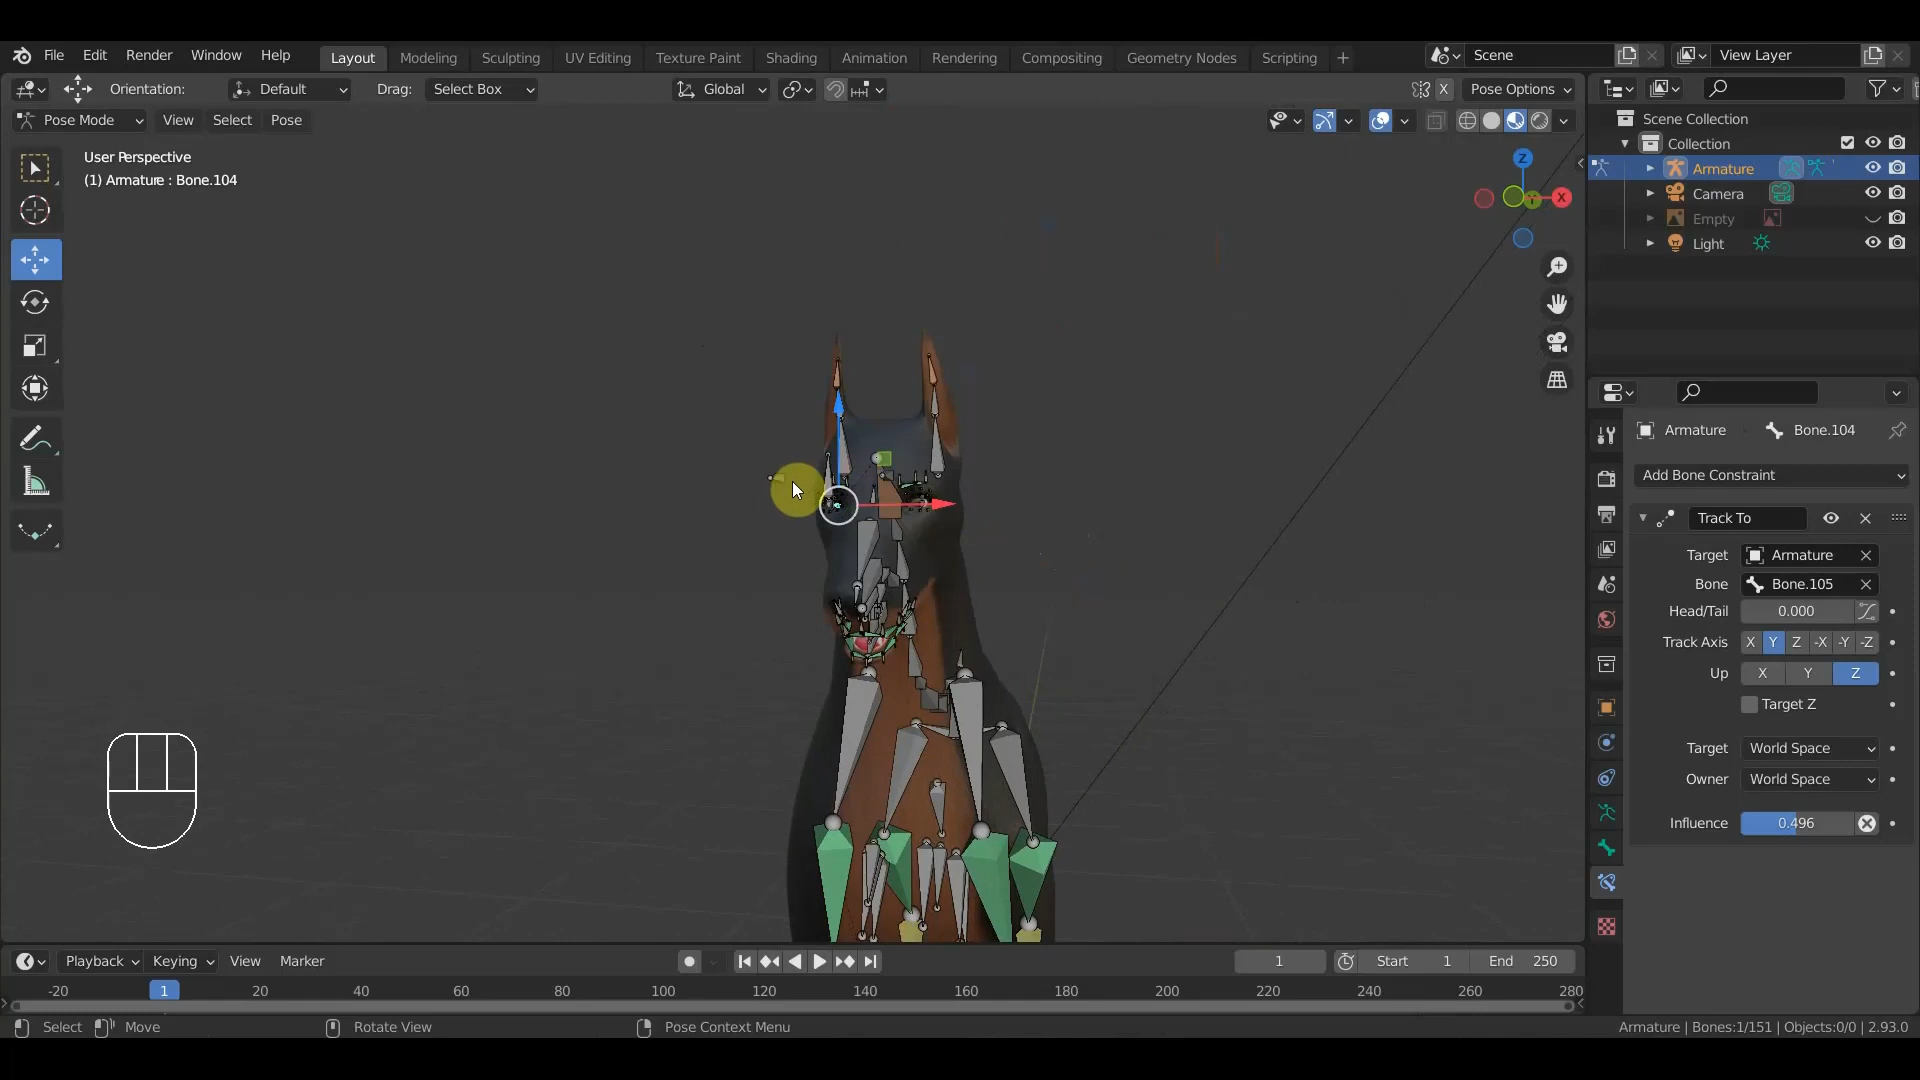 File Edit Render Window Help Layout Modeling Sculpting UV Editing Texture Paint Shading Animation Rendering Compositing Geometry Nodes Scripting + Scene View Layer
Orientation: Default Drag: Select Box Global X Pose Options
Pose Mode View Select Pose
User Perspective
(1) Armature : Bone.104
Z
X
Scene Collection
Collection
Armature
Camera
Empty
Light
Armature Bone.104
Add Bone Constraint
Track To
Target Armature
Bone Bone.105
Head/Tail 0.000
Track Axis X Y Z -X -Y -Z
Up X Y Z
Target Z
Target World Space
Owner World Space
Influence 0.496
Playback Keying View Marker 1 Start 1 End 250
-20 1 20 40 60 80 100 120 140 160 180 200 220 240 260 280
Select Move Rotate View Pose Context Menu Armature | Bones:1/151 | Objects:0/0 | 2.93.0